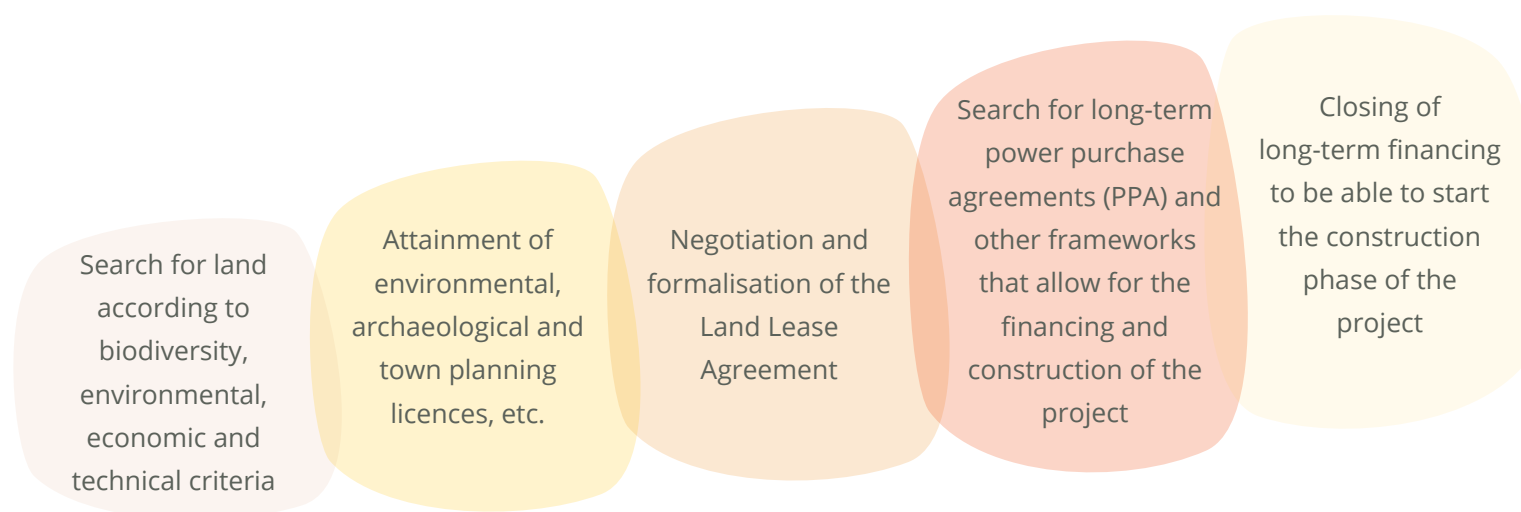 Search for land
according to
biodiversity,
environmental,
economic and
technical criteria
Attainment of
environmental,
archaeological and
town planning
licences, etc.
Negotiation and
formalisation of the
Land Lease
Agreement
Search for long-term
power purchase
agreements (PPA) and
other frameworks
that allow for the
financing and
construction of the
project
Closing of
long-term financing
to be able to start
the construction
phase of the
project